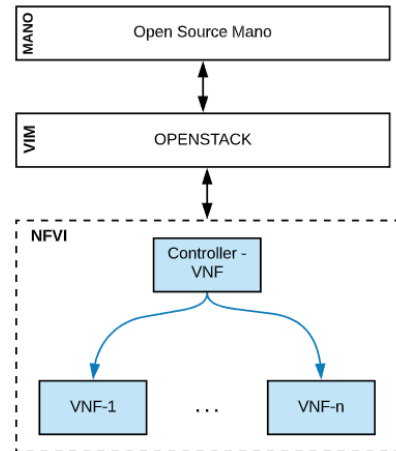 MANO
Open Source Mano
VIM
OPENSTACK
NFVI
Controller -
VNF
VNF-1
. . .
VNF-n